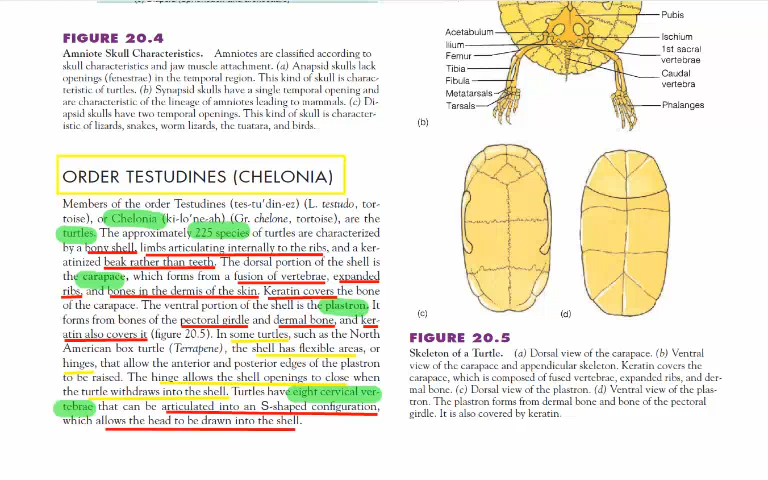 FIGURE 20.4
Amniote Skull Characteristics. Amniotes are classified according to
skull characteristics and jaw muscle attachment. (a) Anapsid skulls lack
openings (fenestrae) in the temporal region. This kind of skull is charac-
teristic of turtles. (b) Synapsid skulls have a single temporal opening and
are characteristic of the lineage of amniotes leading to mammals. (c) Di-
apsid skulls have two temporal openings. This kind of skull is character-
istic of lizards, snakes, worm lizards, the tuatara, and birds.
ORDER TESTUDINES (CHELONIA)
Members of the order Testudines (tes-tu'din-ez) (L. testudo, tor-
toise), or Chelonia (ki-lo'ne-ah) (Gr. chelone, tortoise), are the
turtles. The approximately 225 species of turtles are characterized
by a bony shell, limbs articulating internally to the ribs, and a ker-
atinized beak rather than teeth. The dorsal portion of the shell is
the carapace, which forms from a fusion of vertebrae, expanded
ribs, and bones in the dermis of the skin. Keratin covers the bone
of the carapace. The ventral portion of the shell is the plastron. It
forms from bones of the pectoral girdle and dermal bone, and ker-
atin also covers it (figure 20.5). In some turtles, such as the North
American box turtle (Terrapene), the shell has flexible areas, or
hinges, that allow the anterior and posterior edges of the plastron
to be raised. The hinge allows the shell openings to close when
the turtle withdraws into the shell. Turtles have eight cervical ver-
tebrae that can be articulated into an S-shaped configuration,
which allows the head to be drawn into the shell.
Pubis
Acetabulum
Ilium
Ischium
Femur
1st sacral
vertebrae
Tibia
Fibula
Caudal
vertebra
Metatarsals
Tarsals
Phalanges
(b)
(c)
(d)
FIGURE 20.5
Skeleton of a Turtle. (a) Dorsal view of the carapace. (b) Ventral
view of the carapace and appendicular skeleton. Keratin covers the
carapace, which is composed of fused vertebrae, expanded ribs, and der-
mal bone. (c) Dorsal view of the plastron. (d) Ventral view of the plas-
tron. The plastron forms from dermal bone and bone of the pectoral
girdle. It is also covered by keratin.